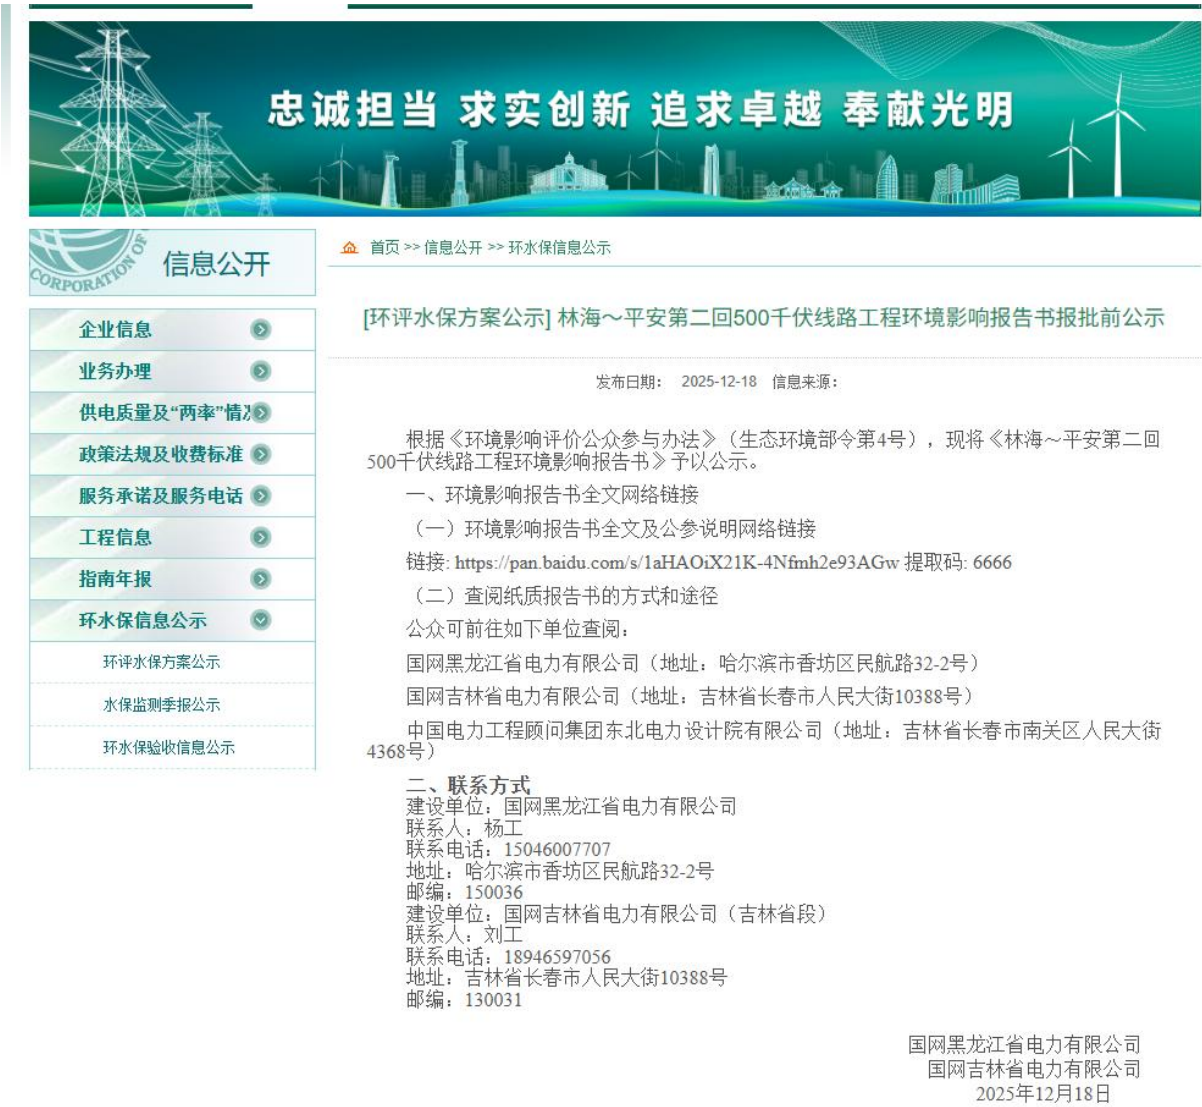 忠诚担当 求实创新 追求卓越 奉献光明
CORPORATION OF
信息公开
企业信息
业务办理
供电质量及“两率”情
政策法规及收费标准
服务承诺及服务电话
工程信息
指南年报
环水保信息公示
环评水保方案公示
水保监测季报公示
环水保验收信息公示
首页 >> 信息公开 >> 环水保信息公示
[环评水保方案公示] 林海～平安第二回500千伏线路工程环境影响报告书报批前公示
发布日期： 2025-12-18 信息来源：
根据《环境影响评价公众参与办法》（生态环境部令第4号），现将《林海～平安第二回
500千伏线路工程环境影响报告书》予以公示。
一、环境影响报告书全文网络链接
（一）环境影响报告书全文及公参说明网络链接
链接: https://pan.baidu.com/s/1aHAOiX21K-4Nfmh2e93AGw 提取码: 6666
（二）查阅纸质报告书的方式和途径
公众可前往如下单位查阅：
国网黑龙江省电力有限公司（地址：哈尔滨市香坊区民航路32-2号）
国网吉林省电力有限公司（地址：吉林省长春市人民大街10388号）
中国电力工程顾问集团东北电力设计院有限公司（地址：吉林省长春市南关区人民大街
4368号）
二、联系方式
建设单位：国网黑龙江省电力有限公司
联系人：杨工
联系电话：15046007707
地址：哈尔滨市香坊区民航路32-2号
邮编：150036
建设单位：国网吉林省电力有限公司（吉林省段）
联系人：刘工
联系电话：18946597056
地址：吉林省长春市人民大街10388号
邮编：130031
国网黑龙江省电力有限公司
国网吉林省电力有限公司
2025年12月18日